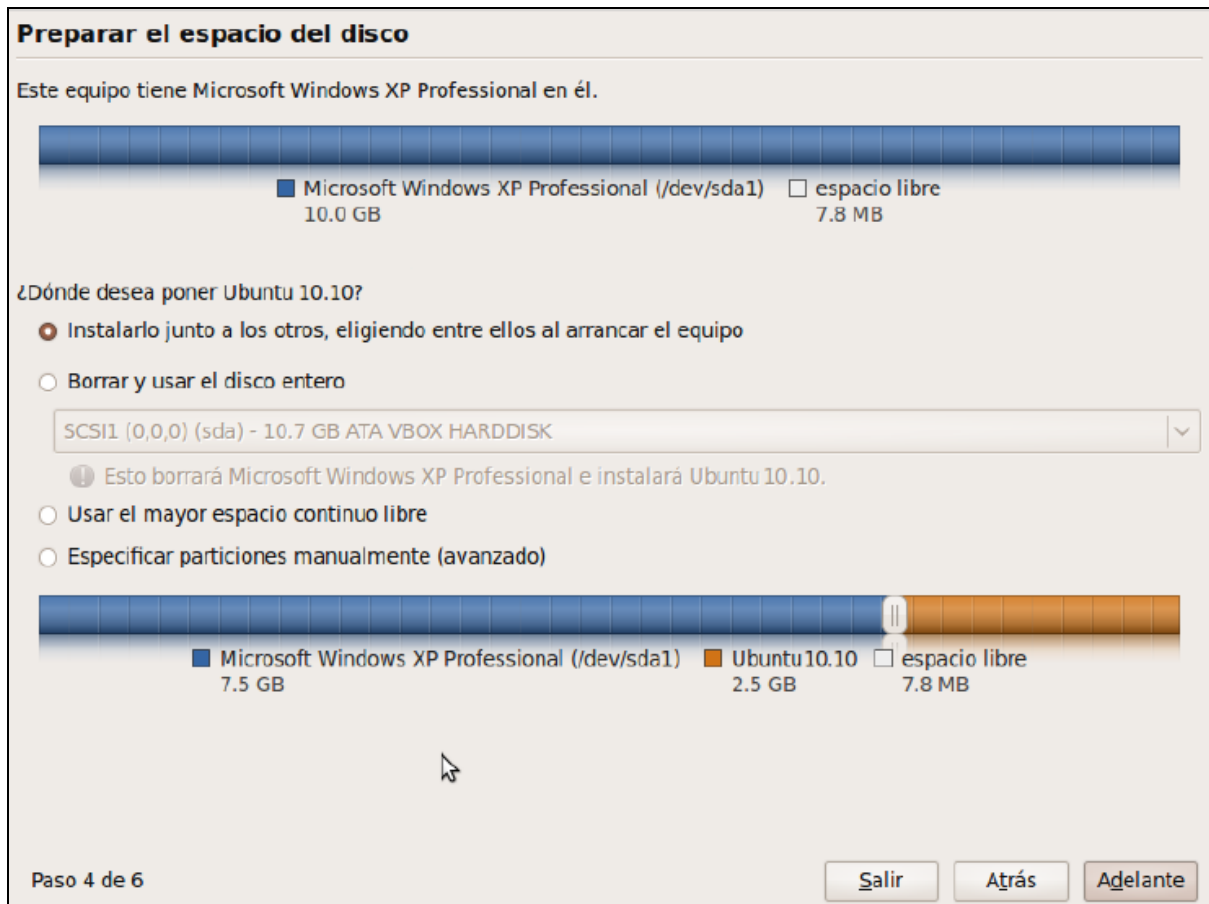 Preparar el espacio del disco
Este equipo tiene Microsoft Windows XP Professional en él.
Microsoft Windows XP Professional (/dev/sda1) espacio libre
10.0 GB 7.8 MB
¿Dónde desea poner Ubuntu 10.10?
Instalarlo junto a los otros, eligiendo entre ellos al arrancar el equipo
Borrar y usar el disco entero
SCSI1 (0,0,0) (sda) - 10.7 GB ATA VBOX HARDDISK
Esto borrará Microsoft Windows XP Professional e instalará Ubuntu 10.10.
Usar el mayor espacio continuo libre
Especificar particiones manualmente (avanzado)
Microsoft Windows XP Professional (/dev/sda1) Ubuntu 10.10 espacio libre
7.5 GB 2.5 GB 7.8 MB
Paso 4 de 6 Salir Atrás Adelante